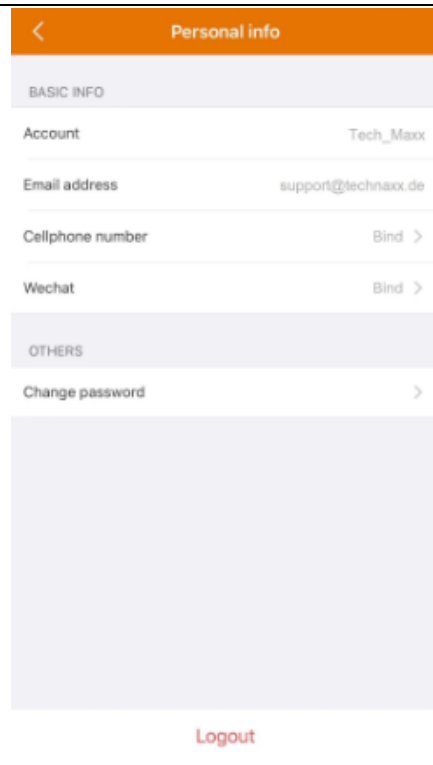 Personal info
BASIC INFO
Account Tech_Maxx
Email address support@technaxx.de
Cellphone number Bind
Wechat Bind
OTHERS
Change password
Logout